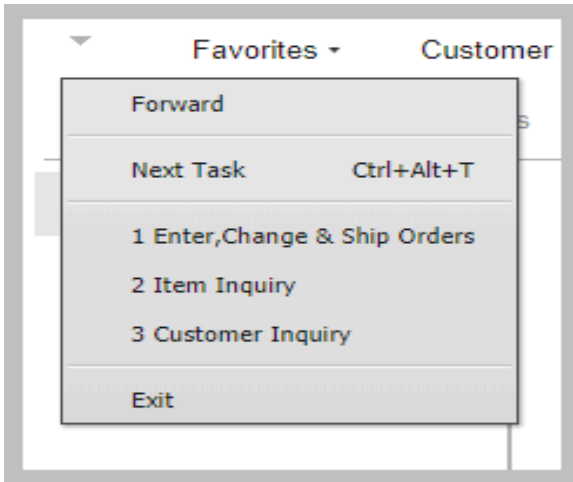 Favorites Customer
Forward
s
Next Task Ctrl+Alt+T
1 Enter,Change & Ship Orders
2 Item Inquiry
3 Customer Inquiry
Exit